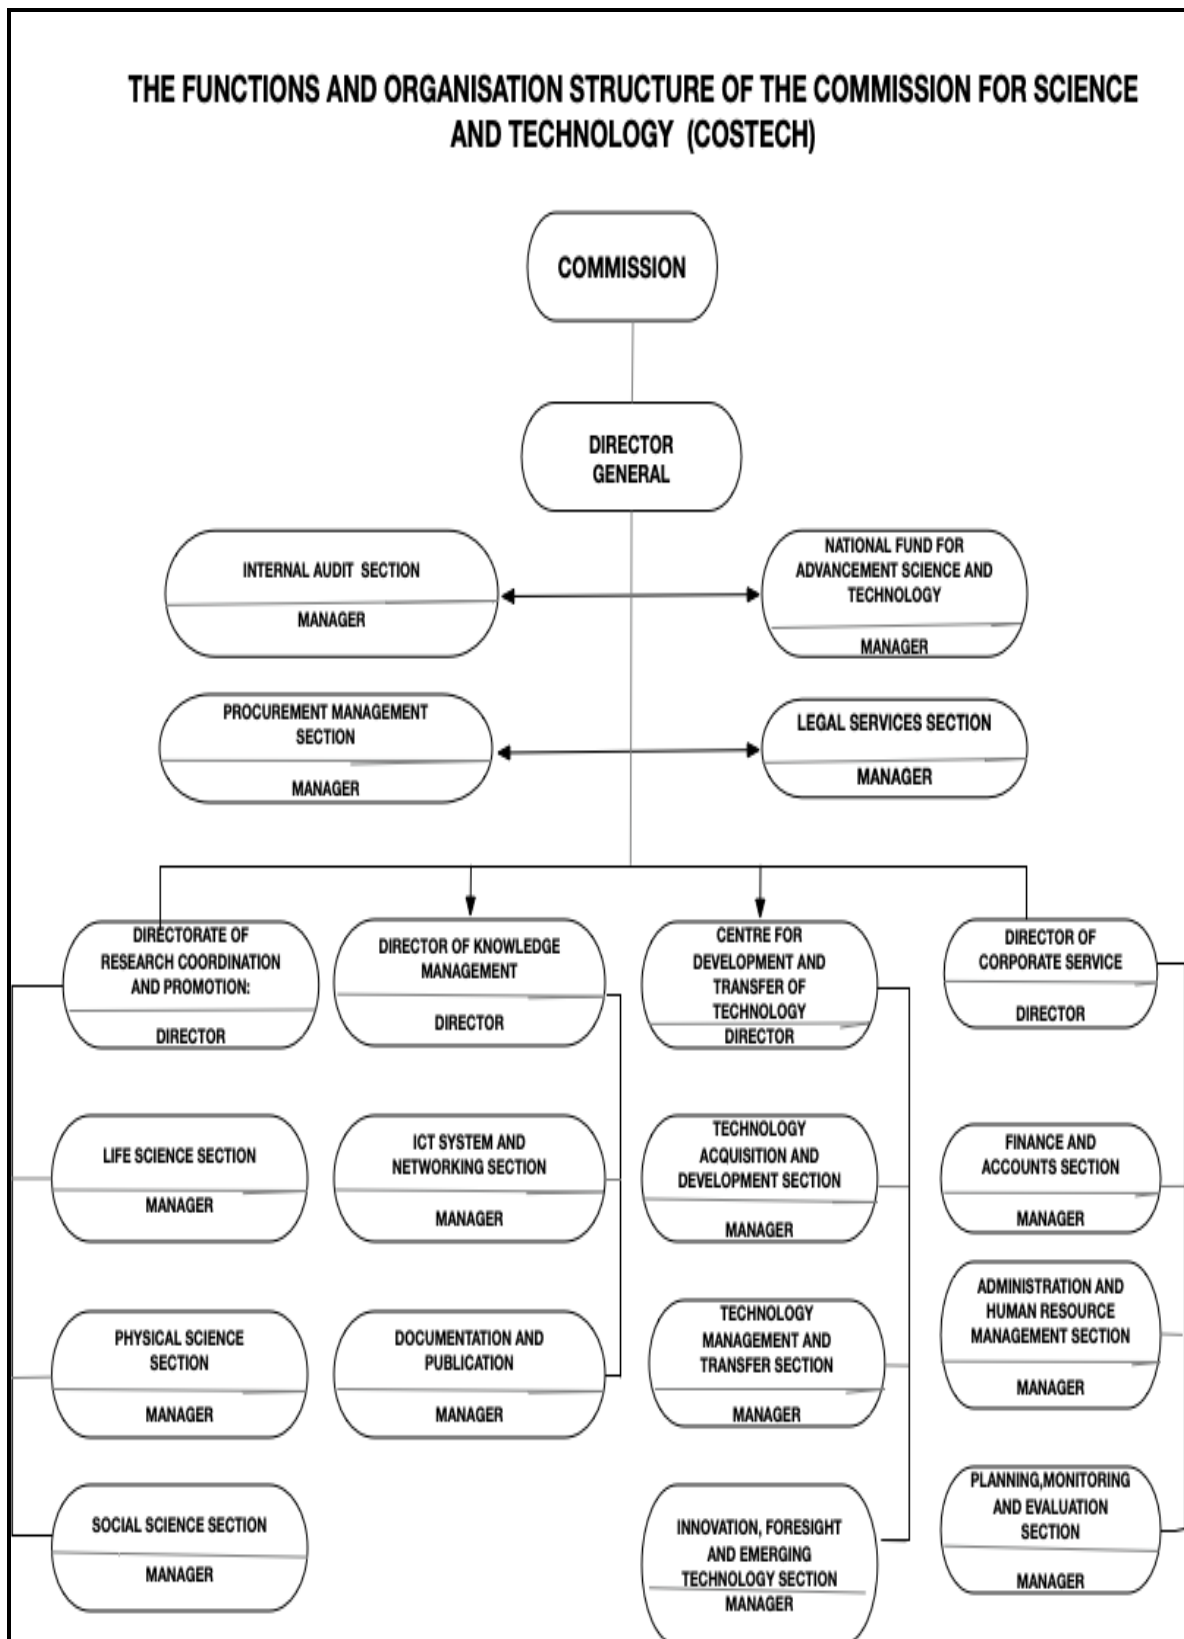 THE FUNCTIONS AND ORGANISATION STRUCTURE OF THE COMMISSION FOR SCIENCE
AND TECHNOLOGY (COSTECH)
COMMISSION
DIRECTOR
GENERAL
INTERNAL AUDIT SECTION
MANAGER
NATIONAL FUND FOR
ADVANCEMENT SCIENCE AND
TECHNOLOGY
MANAGER
PROCUREMENT MANAGEMENT
SECTION
MANAGER
LEGAL SERVICES SECTION
MANAGER
DIRECTORATE OF
RESEARCH COORDINATION
AND PROMOTION:
DIRECTOR
DIRECTOR OF KNOWLEDGE
MANAGEMENT
DIRECTOR
CENTRE FOR
DEVELOPMENT AND
TRANSFER OF
TECHNOLOGY
DIRECTOR
DIRECTOR OF
CORPORATE SERVICE
DIRECTOR
LIFE SCIENCE SECTION
MANAGER
ICT SYSTEM AND
NETWORKING SECTION
MANAGER
TECHNOLOGY
ACQUISITION AND
DEVELOPMENT SECTION
MANAGER
FINANCE AND
ACCOUNTS SECTION
MANAGER
PHYSICAL SCIENCE
SECTION
MANAGER
DOCUMENTATION AND
PUBLICATION
MANAGER
TECHNOLOGY
MANAGEMENT AND
TRANSFER SECTION
MANAGER
ADMINISTRATION AND
HUMAN RESOURCE
MANAGEMENT SECTION
MANAGER
SOCIAL SCIENCE SECTION
MANAGER
INNOVATION, FORESIGHT
AND EMERGING
TECHNOLOGY SECTION
MANAGER
PLANNING,MONITORING
AND EVALUATION
SECTION
MANAGER